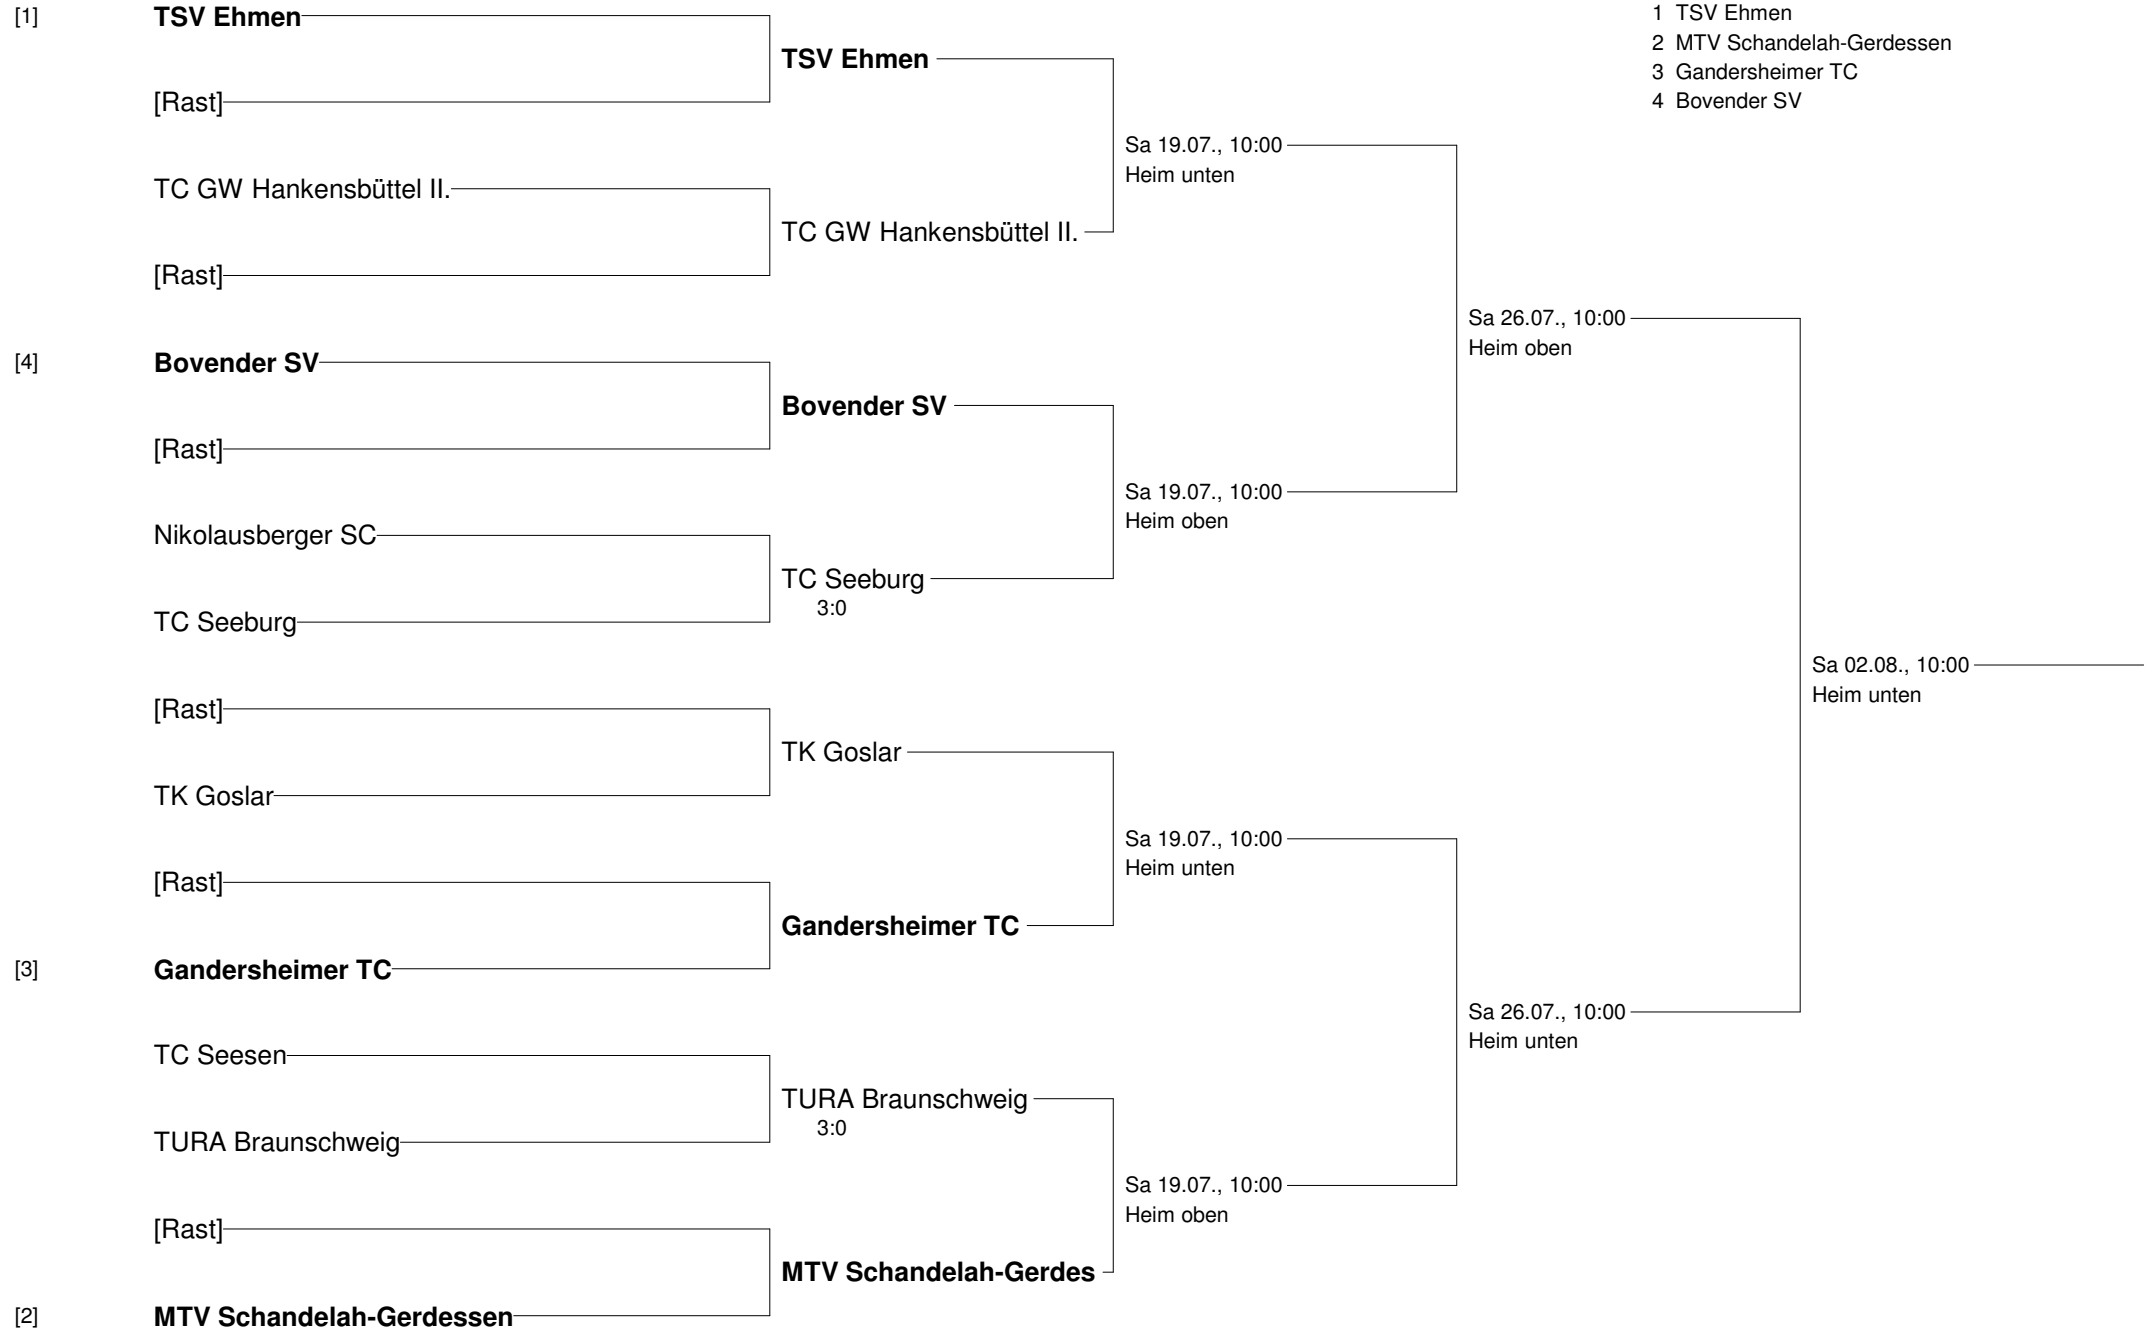 [1]
TSV Ehmen
[Rast]
TC GW Hankensbüttel II.
[Rast]
[4]
Bovender SV
[Rast]
Nikolausberger SC
TC Seeburg
[Rast]
TK Goslar
[Rast]
[3]
Gandersheimer TC
TC Seesen
TURA Braunschweig
[Rast]
[2]
MTV Schandelah-Gerdessen
TSV Ehmen
TC GW Hankensbüttel II.
Bovender SV
TC Seeburg
3:0
TK Goslar
Gandersheimer TC
TURA Braunschweig
3:0
MTV Schandelah-Gerdes
Sa 19.07., 10:00
Heim unten
Sa 19.07., 10:00
Heim oben
Sa 19.07., 10:00
Heim unten
Sa 19.07., 10:00
Heim oben
Sa 26.07., 10:00
Heim oben
Sa 26.07., 10:00
Heim unten
Sa 02.08., 10:00
Heim unten
1 TSV Ehmen
2 MTV Schandelah-Gerdessen
3 Gandersheimer TC
4 Bovender SV